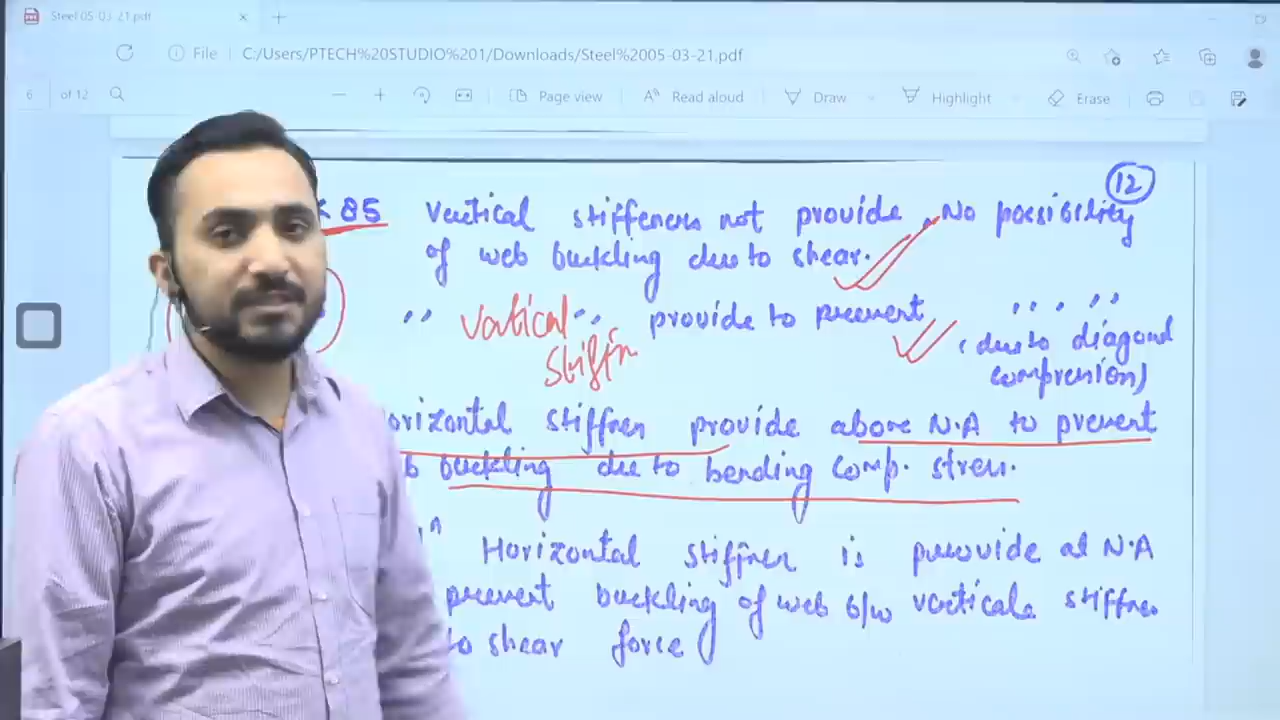 Steel 05-03-21.pdf
File C:/Users/PTECH%20STUDIO%201/Downloads/Steel%2005-03-21.pdf
6 of 12 Page view Read aloud Draw Highlight Erase
12
< 85 Vertical stiffeners not provide, No possibility
of web buckling due to shear.
" vertical " provide to prevent " " " "
stiffn (due to diagonal
compression)
orizontal stiffner provide above N.A to prevent
b buckling due to bending comp. stress.
Horizontal stiffner is provide at N.A
prevent buckling of web b/w verticale stiffner
to shear force